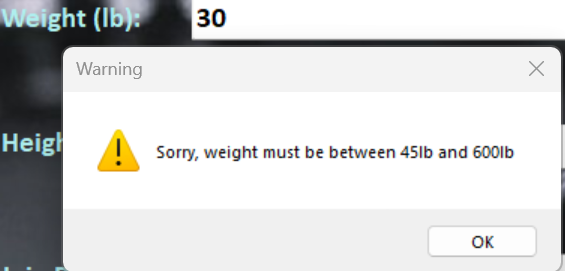 Weight (lb): 30
Warning
Sorry, weight must be between 45lb and 600lb
OK